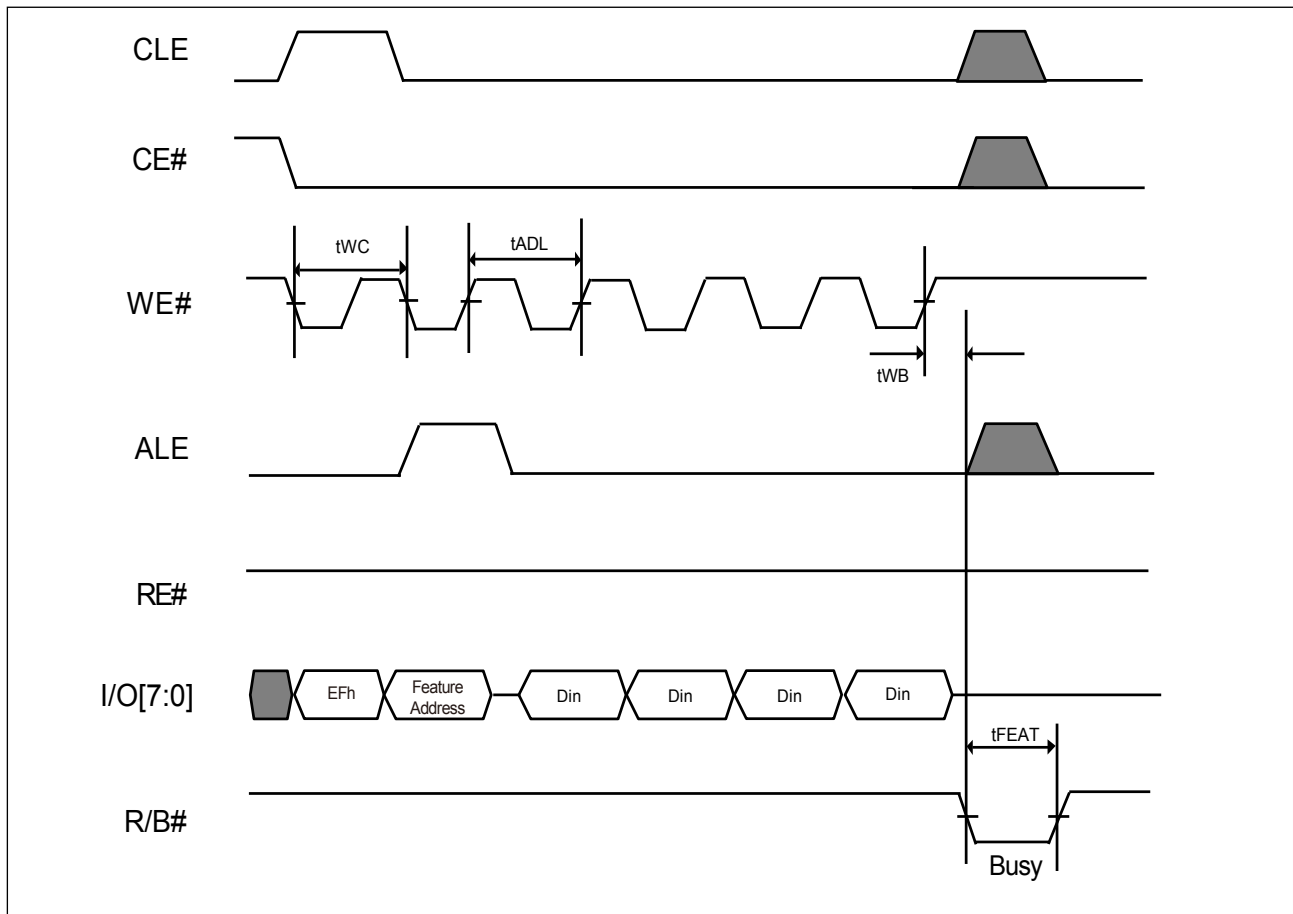 CLE
CE#
tWC
tADL
WE#
tWB
ALE
RE#
I/O[7:0]
EFh
Feature
Address
Din
Din
Din
Din
tFEAT
R/B#
Busy